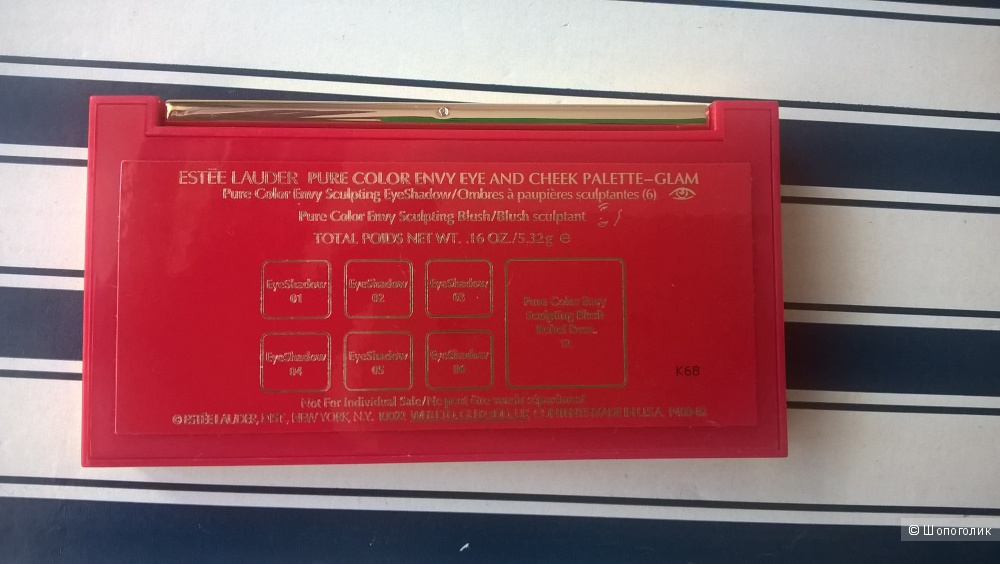 ESTĒE LAUDER PURE COLOR ENVY EYE AND CHEEK PALETTE–GLAM
Pure Color Envy Sculpting EyeShadow/Ombres à paupières sculptantes (6)
Pure Color Envy Sculpting Blush/Blush sculptant
TOTAL POIDS NET WT. .16 OZ./5.32g ℮
EyeShadow
01
EyeShadow
02
EyeShadow
03
Pure Color Envy
Sculpting Blush
EyeShadow
04
EyeShadow
05
EyeShadow
06
K68
Not For Individual Sale/Ne peut être vendu séparément
© ESTĒE LAUDER, DIST., NEW YORK, N.Y. 10022 MADE IN U.S.A.
© Шопоголик